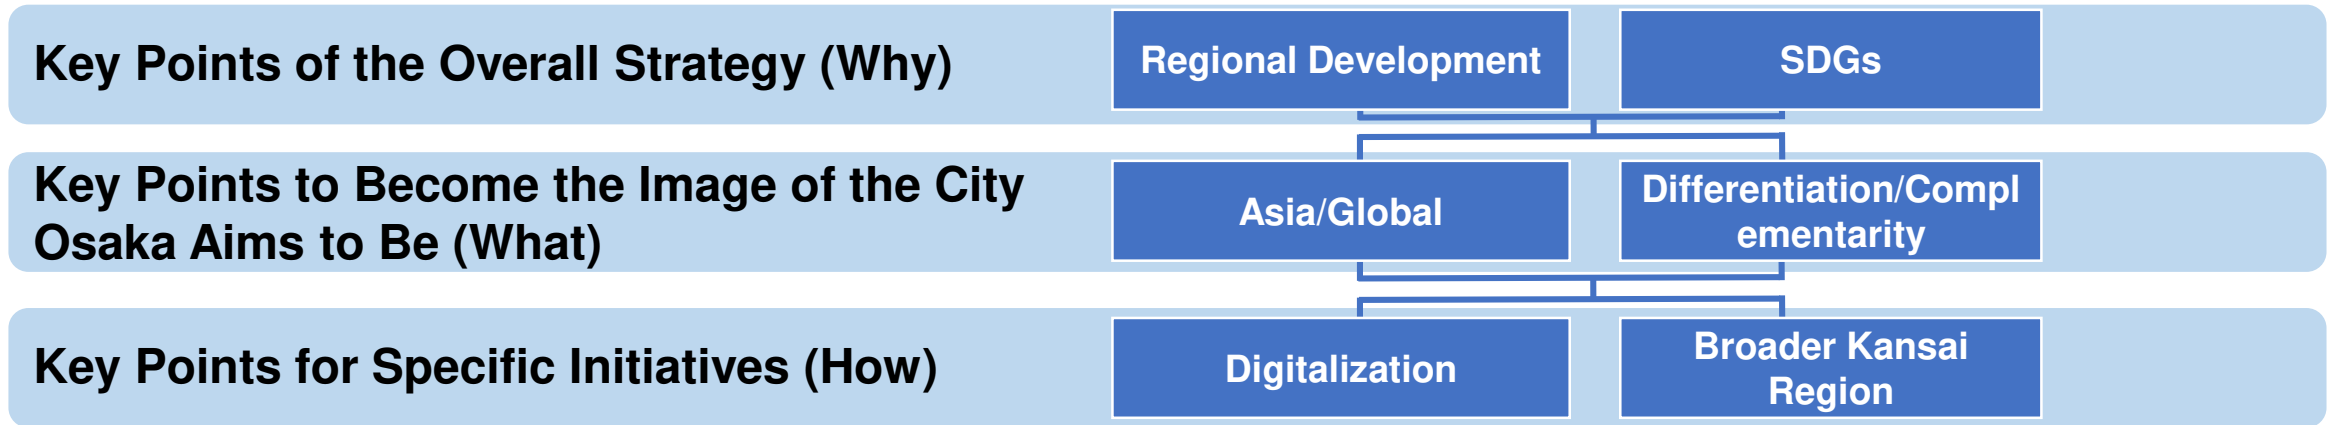 Key Points of the Overall Strategy (Why)
Regional Development
SDGs
Key Points to Become the Image of the City
Osaka Aims to Be (What)
Asia/Global
Differentiation/Compl
ementarity
Key Points for Specific Initiatives (How)
Digitalization
Broader Kansai
Region